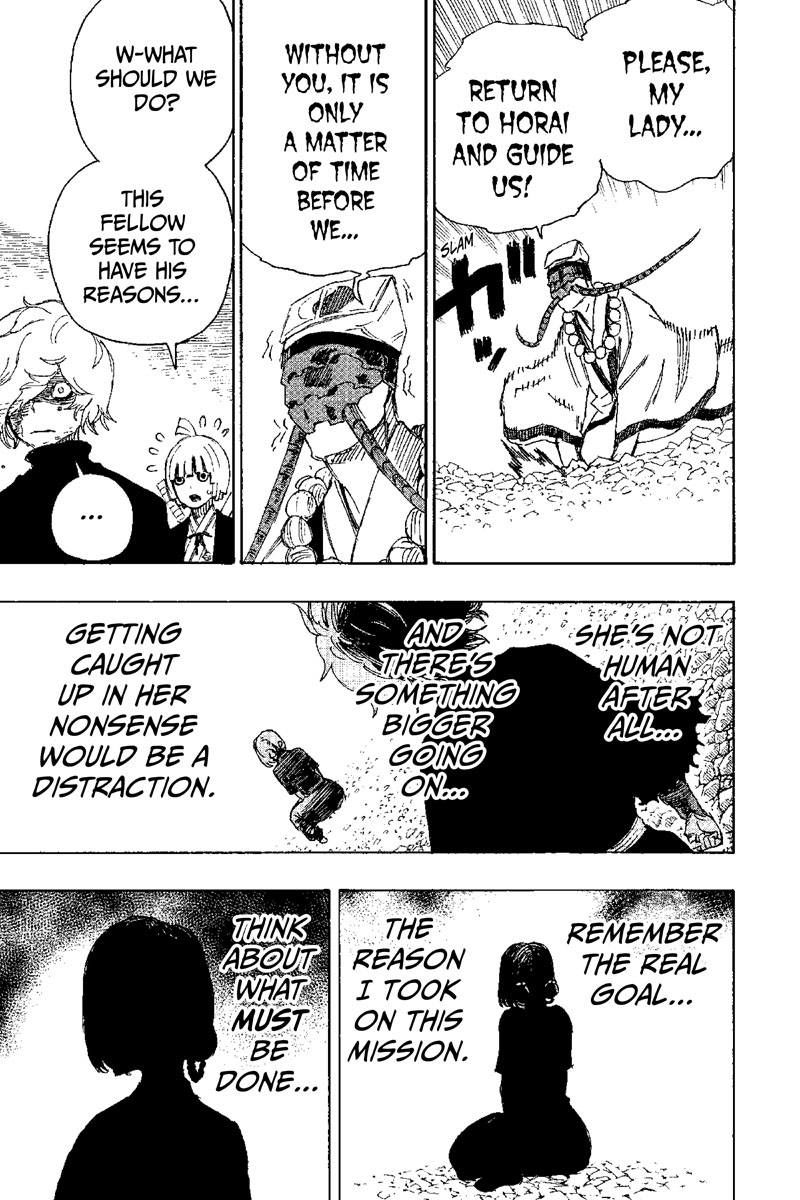 PLEASE,
MY
LADY...
RETURN
TO HORAI
AND GUIDE
US!
SLAM
ガッ
WITHOUT
YOU, IT IS
ONLY
A MATTER
OF TIME
BEFORE
WE...
W-WHAT
SHOULD WE
DO?
THIS
FELLOW
SEEMS TO
HAVE HIS
REASONS...
...
SHE'S NOT
HUMAN
AFTER
ALL...
AND
THERE'S
SOMETHING
BIGGER
GOING
ON...
GETTING
CAUGHT
UP IN HER
NONSENSE
WOULD BE A
DISTRACTION.
REMEMBER
THE REAL
GOAL...
THE
REASON
I TOOK
ON THIS
MISSION.
THINK
ABOUT
WHAT
MUST
BE
DONE...